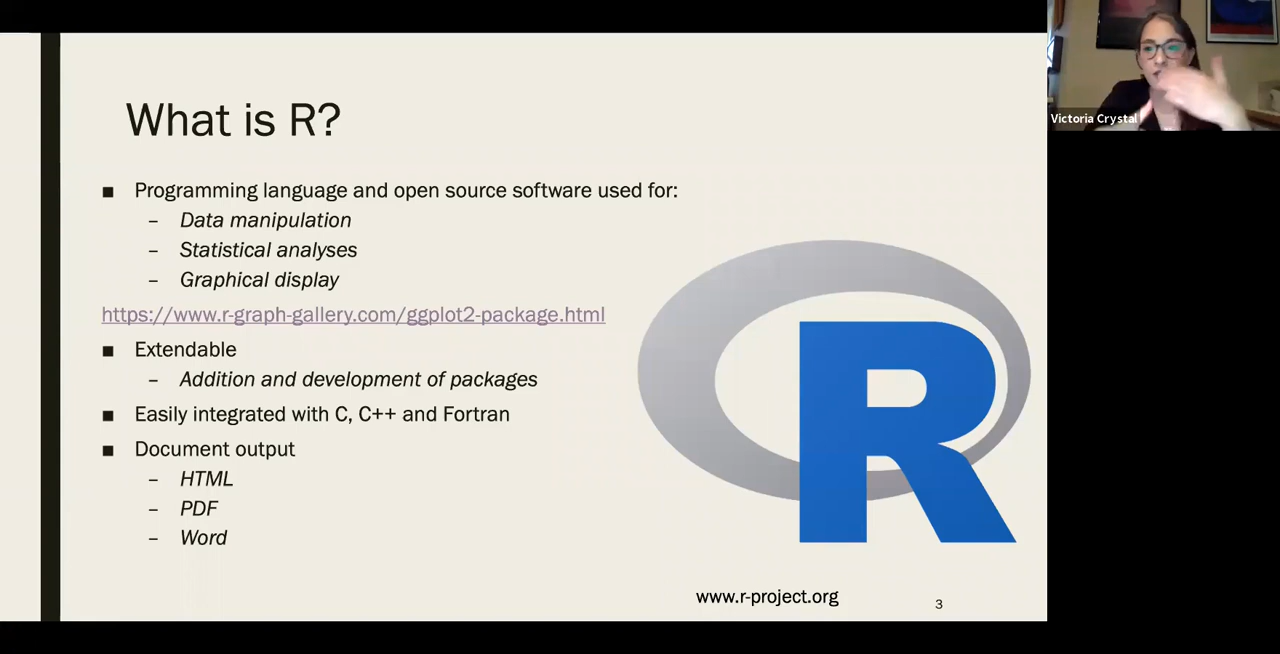 What is R?
■ Programming language and open source software used for:
– Data manipulation
– Statistical analyses
– Graphical display
https://www.r-graph-gallery.com/ggplot2-package.html
■ Extendable
– Addition and development of packages
■ Easily integrated with C, C++ and Fortran
■ Document output
– HTML
– PDF
– Word
R
www.r-project.org
3
Victoria Crystal